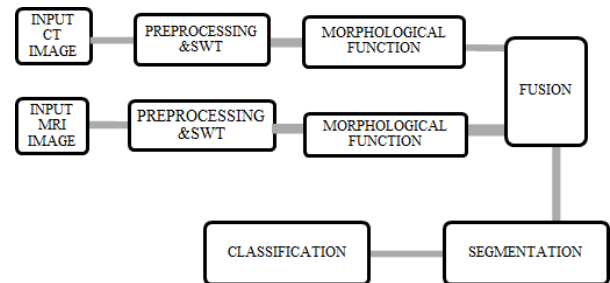 INPUT
CT
IMAGE
PREPROCESSING
&SWT
MORPHOLOGICAL
FUNCTION
FUSION
INPUT
MRI
IMAGE
PREPROCESSING
&SWT
MORPHOLOGICAL
FUNCTION
CLASSIFICATION
SEGMENTATION